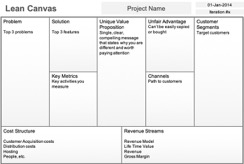 Lean Canvas
Project Name
01-Jan-2014
Iteration #x
Problem
Top 3 problems
Solution
Top 3 features
Unique Value
Proposition
Single, clear,
compelling message
that states why you are
different and worth
paying attention
Unfair Advantage
Can't be easily copied
or bought
Customer
Segments
Target customers
Key Metrics
Key activities you
measure
Channels
Path to customers
Cost Structure
Customer Acquisition costs
Distribution costs
Hosting
People, etc.
Revenue Streams
Revenue Model
Life Time Value
Revenue
Gross Margin